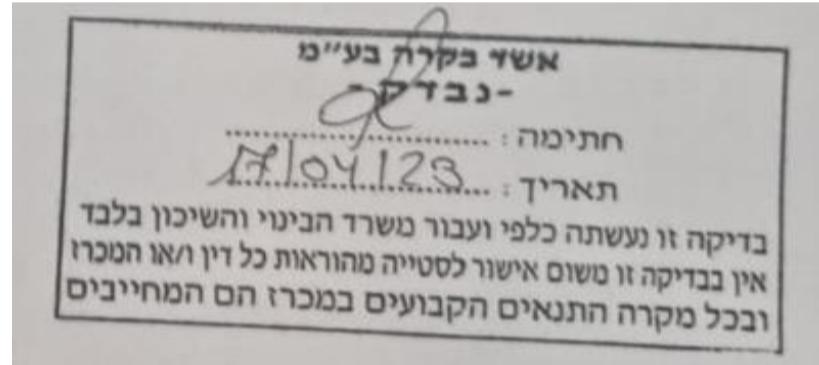 אשד בקרה בע״מ
-נבדק-
חתימה :
תאריך : 17/04/23
בדיקה זו נעשתה כלפי ועבור משרד הבינוי והשיכון בלבד
אין בבדיקה זו משום אישור לסטייה מהוראות כל דין ו/או המכרז
ובכל מקרה התנאים הקבועים במכרז הם המחייבים